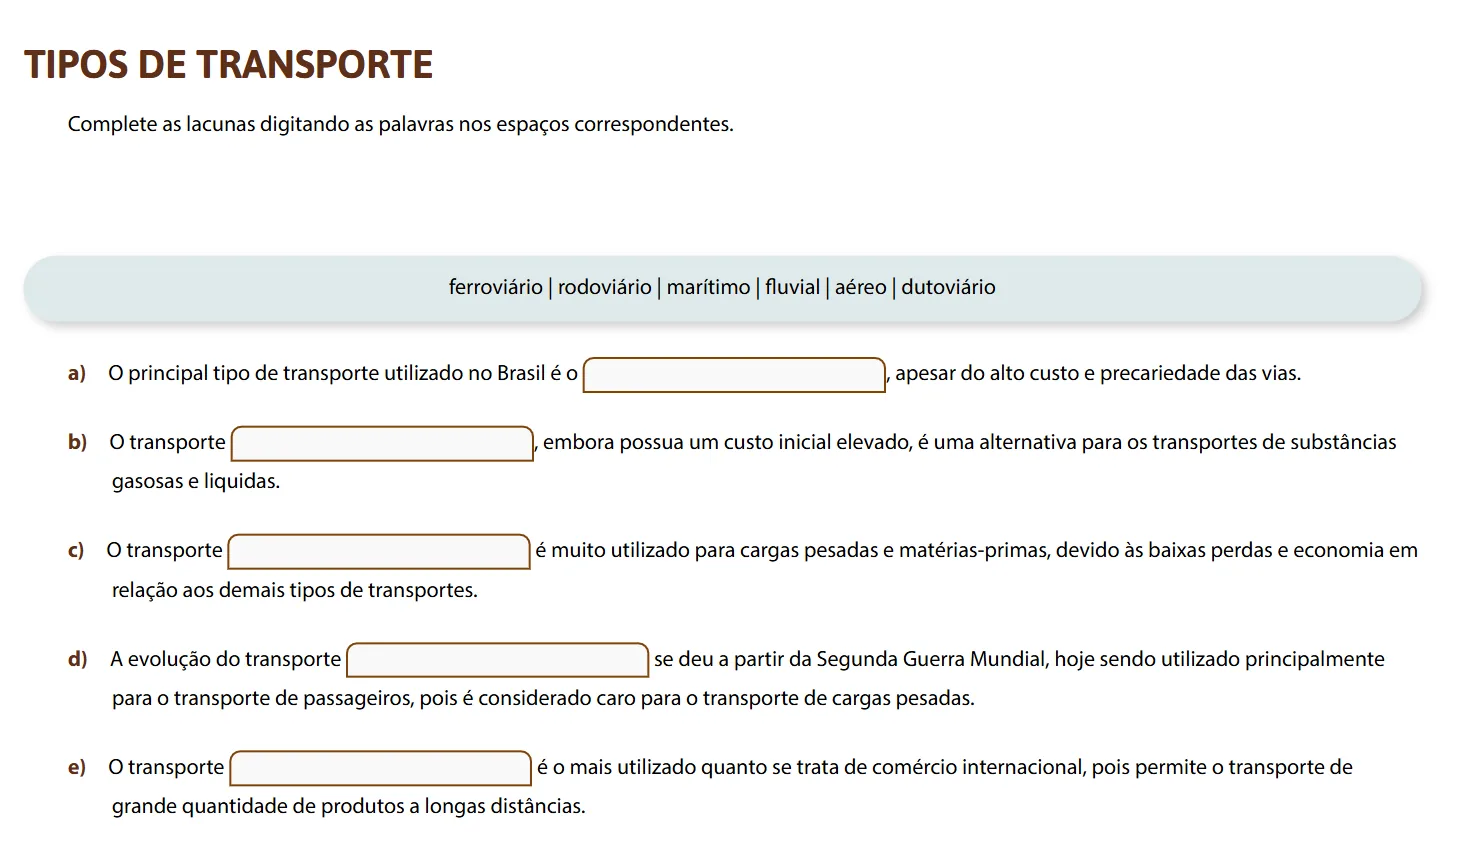 TIPOS DE TRANSPORTE
Complete as lacunas digitando as palavras nos espaços correspondentes.
ferroviário | rodoviário | marítimo | fluvial | aéreo | dutoviário
a) O principal tipo de transporte utilizado no Brasil é o , apesar do alto custo e precariedade das vias.
b) O transporte , embora possua um custo inicial elevado, é uma alternativa para os transportes de substâncias
gasosas e liquidas.
c) O transporte é muito utilizado para cargas pesadas e matérias-primas, devido às baixas perdas e economia em
relação aos demais tipos de transportes.
d) A evolução do transporte se deu a partir da Segunda Guerra Mundial, hoje sendo utilizado principalmente
para o transporte de passageiros, pois é considerado caro para o transporte de cargas pesadas.
e) O transporte é o mais utilizado quanto se trata de comércio internacional, pois permite o transporte de
grande quantidade de produtos a longas distâncias.